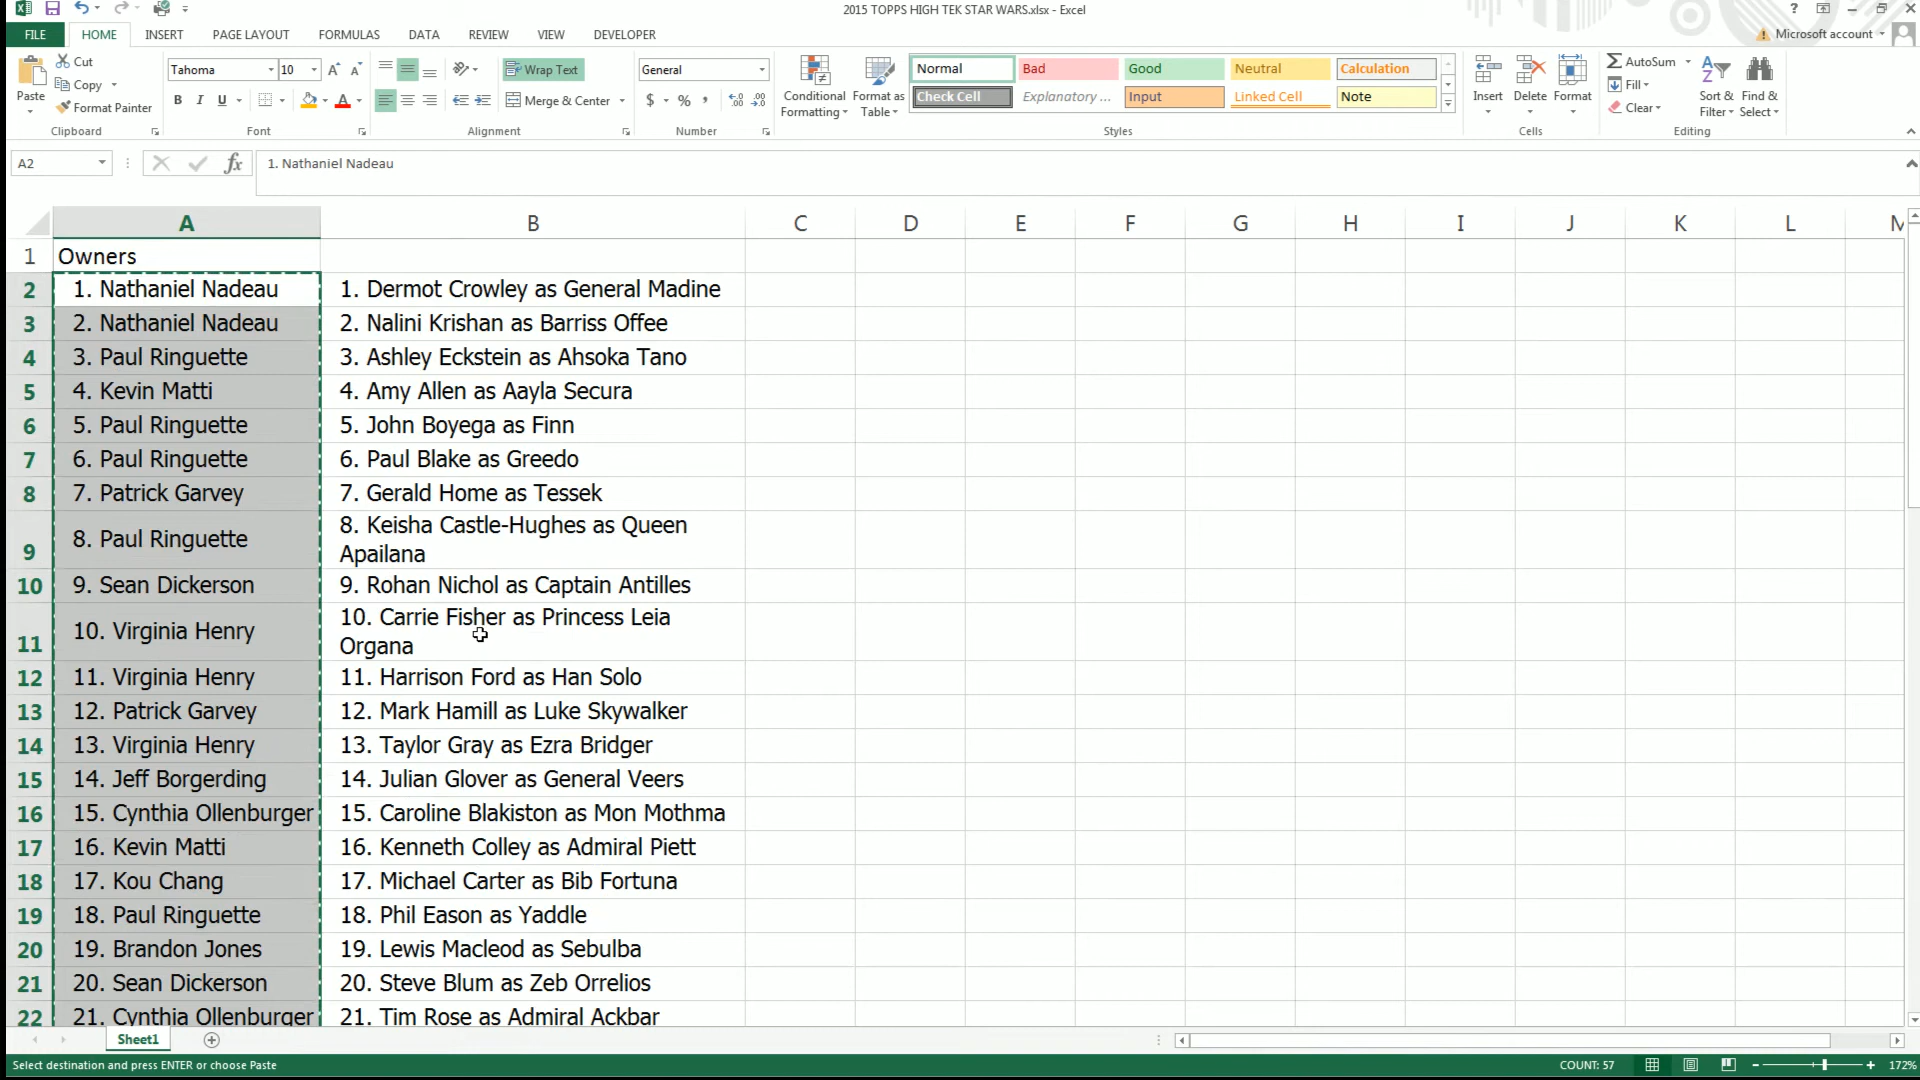 2015 TOPPS HIGH TEK STAR WARS.xlsx - Excel
FILE HOME INSERT PAGE LAYOUT FORMULAS DATA REVIEW VIEW DEVELOPER Microsoft account
Paste
Cut
Copy
Format Painter
Clipboard
Tahoma 10
B I U
Font
Wrap Text
Merge & Center
Alignment
General
$ % ,
Number
Conditional Formatting
Format as Table
Normal Bad Good Neutral Calculation
Check Cell Explanatory ... Input Linked Cell Note
Styles
Insert Delete Format
Cells
AutoSum
Fill
Clear
Sort & Filter
Find & Select
Editing
A2 fx 1. Nathaniel Nadeau
A B C D E F G H I J K L M
1 Owners
2 1. Nathaniel Nadeau 1. Dermot Crowley as General Madine
3 2. Nathaniel Nadeau 2. Nalini Krishan as Barriss Offee
4 3. Paul Ringuette 3. Ashley Eckstein as Ahsoka Tano
5 4. Kevin Matti 4. Amy Allen as Aayla Secura
6 5. Paul Ringuette 5. John Boyega as Finn
7 6. Paul Ringuette 6. Paul Blake as Greedo
8 7. Patrick Garvey 7. Gerald Home as Tessek
9 8. Paul Ringuette 8. Keisha Castle-Hughes as Queen
Apailana
10 9. Sean Dickerson 9. Rohan Nichol as Captain Antilles
11 10. Virginia Henry 10. Carrie Fisher as Princess Leia
Organa
12 11. Virginia Henry 11. Harrison Ford as Han Solo
13 12. Patrick Garvey 12. Mark Hamill as Luke Skywalker
14 13. Virginia Henry 13. Taylor Gray as Ezra Bridger
15 14. Jeff Borgerding 14. Julian Glover as General Veers
16 15. Cynthia Ollenburger 15. Caroline Blakiston as Mon Mothma
17 16. Kevin Matti 16. Kenneth Colley as Admiral Piett
18 17. Kou Chang 17. Michael Carter as Bib Fortuna
19 18. Paul Ringuette 18. Phil Eason as Yaddle
20 19. Brandon Jones 19. Lewis Macleod as Sebulba
21 20. Sean Dickerson 20. Steve Blum as Zeb Orrelios
22 21. Cynthia Ollenburger 21. Tim Rose as Admiral Ackbar
Sheet1
Select destination and press ENTER or choose Paste COUNT: 57 172%